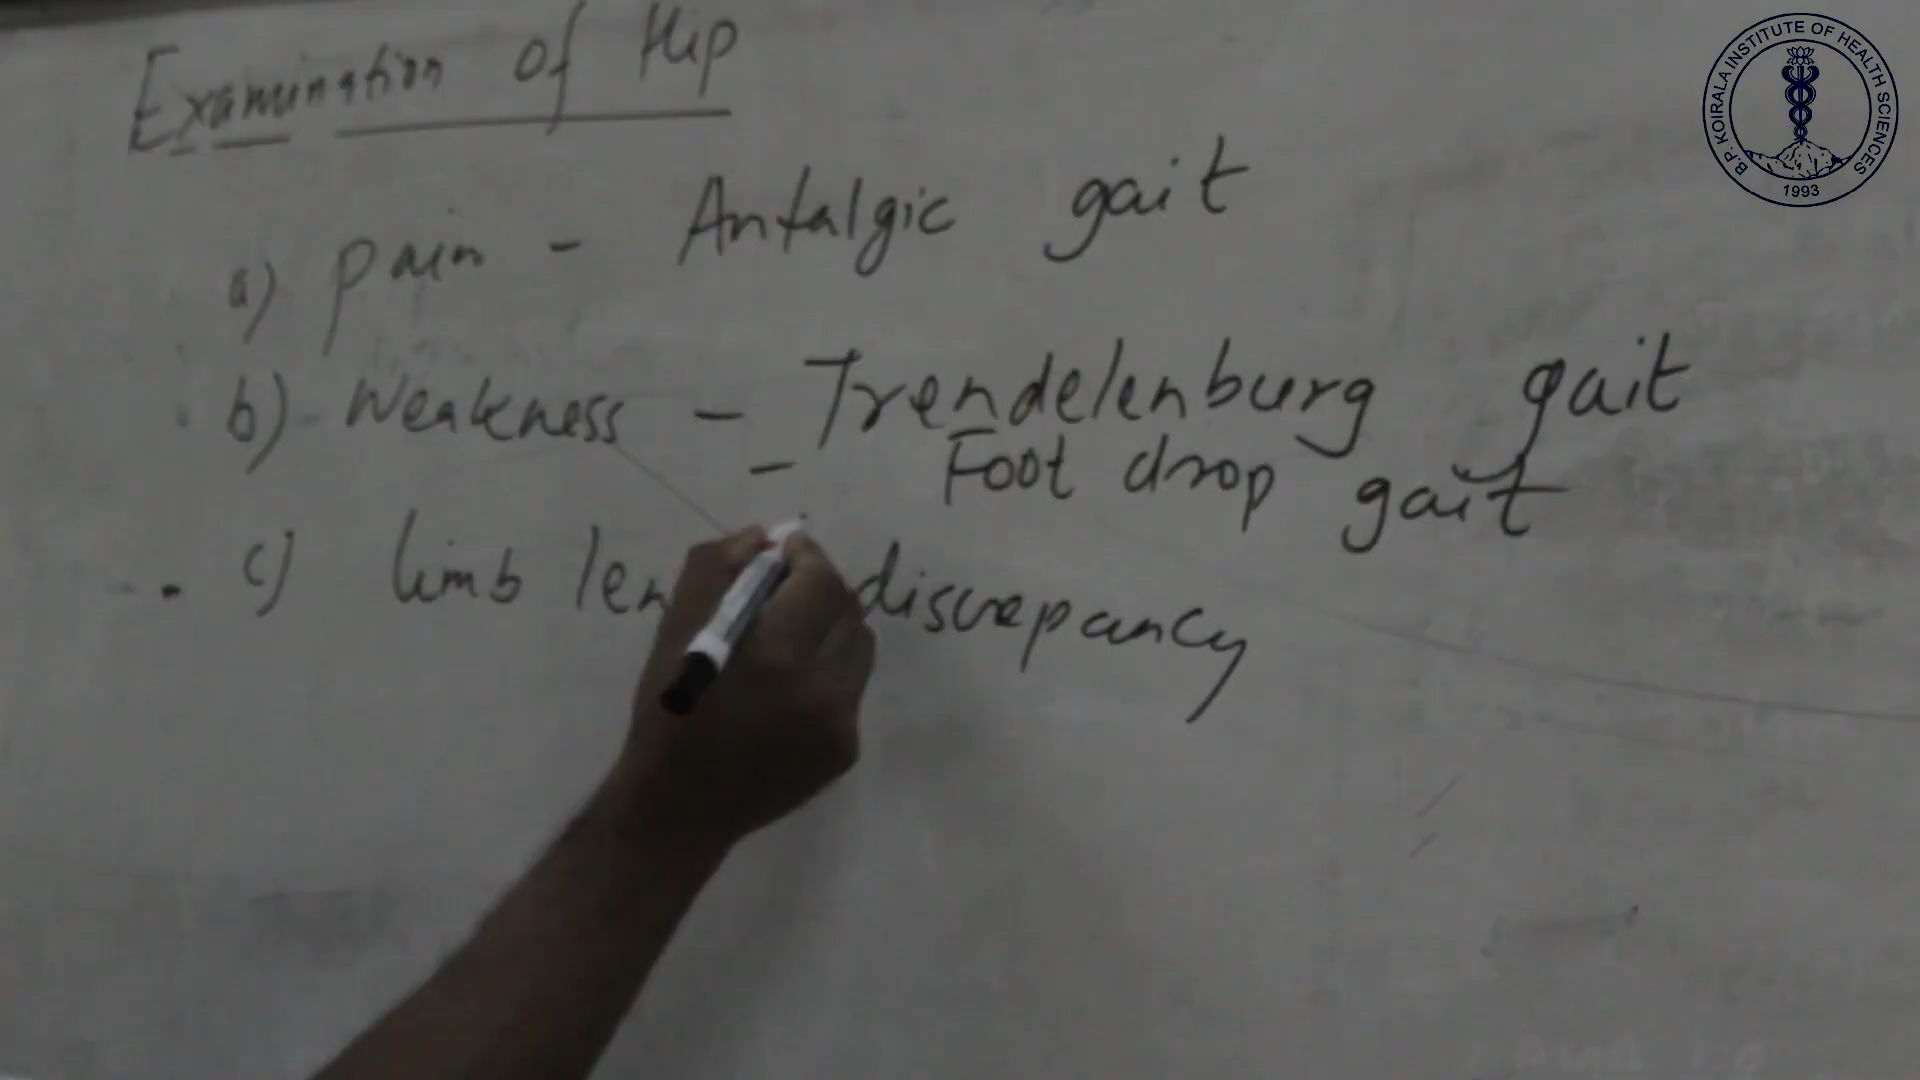 Examination of Hip
a) Pain - Antalgic gait
b) Weakness - Trendelenburg gait
- Foot drop gait
c) limb len discrepancy
B.P. KOIRALA INSTITUTE OF HEALTH SCIENCES
1993